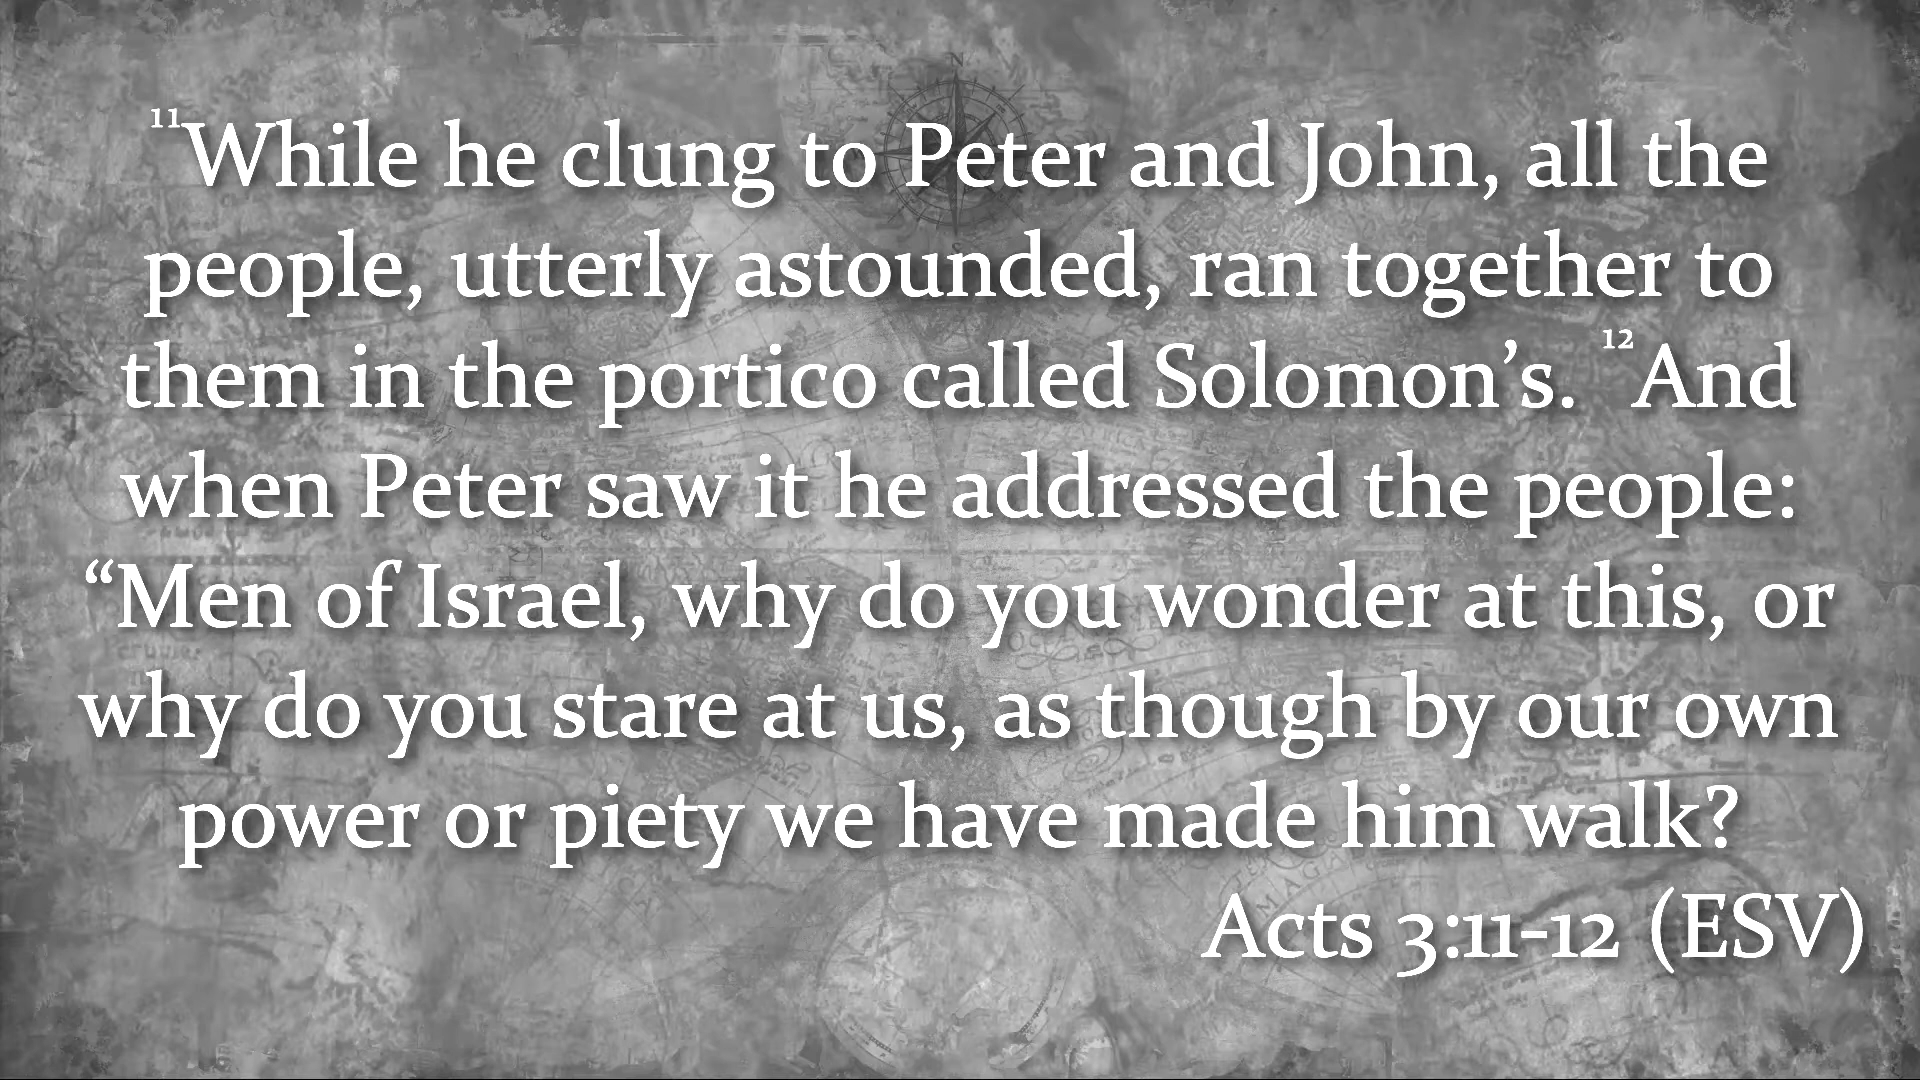 N
¹¹While he clung to Peter and John, all the
people, utterly astounded, ran together to
them in the portico called Solomon’s. ¹²And
when Peter saw it he addressed the people:
“Men of Israel, why do you wonder at this, or
why do you stare at us, as though by our own
power or piety we have made him walk?
Acts 3:11-12 (ESV)